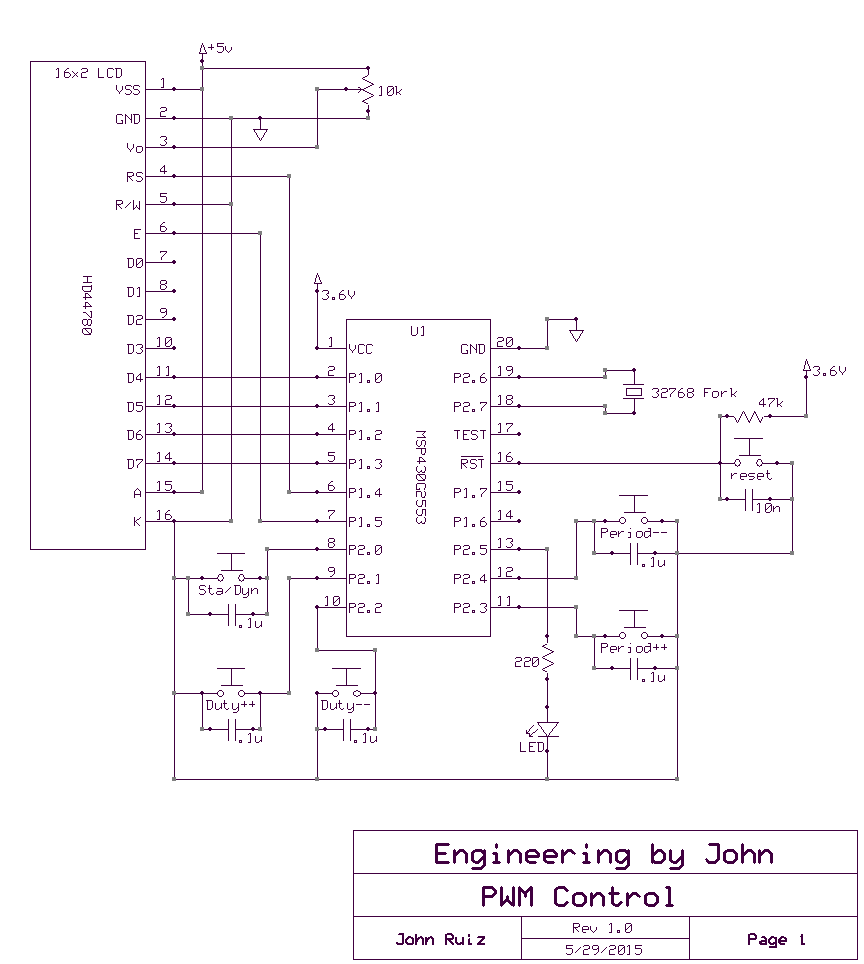 +5v
16x2 LCD
VSS 1
10k
GND 2
Vo 3
RS 4
R/W 5
E 6
D0 7
D1 8
D2 9
D3 10
D4 11
D5 12
D6 13
D7 14
A 15
K 16
HD44780
3.6V
U1
1 VCC
2 P1.0
3 P1.1
4 P1.2
5 P1.3
6 P1.4
7 P1.5
8 P2.0
9 P2.1
10 P2.2
MSP430G2553
GND 20
P2.6 19
P2.7 18
TEST 17
RST 16
P1.7 15
P1.6 14
P2.5 13
P2.4 12
P2.3 11
32768 Fork
3.6V
47k
reset
10n
Period--
.1u
Period++
.1u
Sta/Dyn
.1u
Duty++
.1u
Duty--
.1u
220
LED
Engineering by John
PWM Control
John Ruiz
Rev 1.0
5/29/2015
Page 1